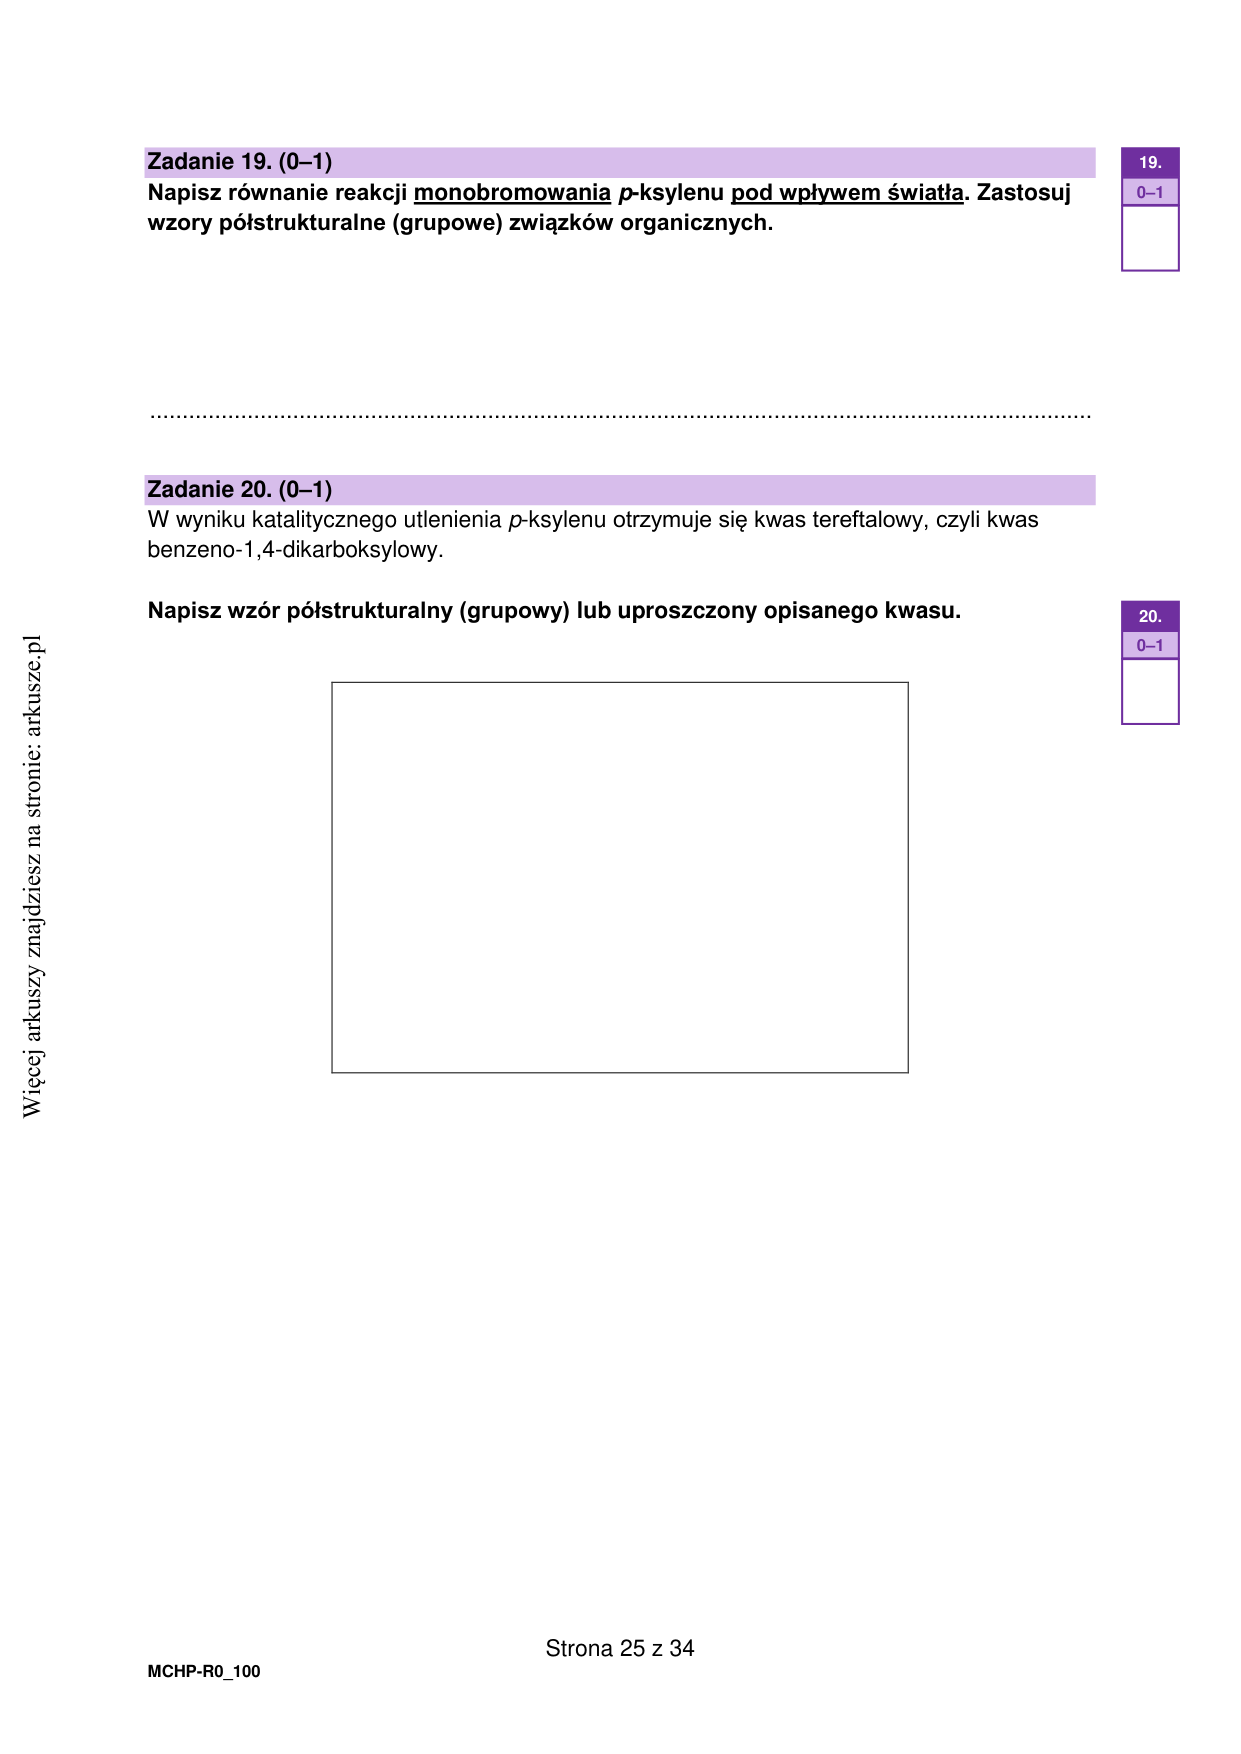 Zadanie 19. (0–1)
Napisz równanie reakcji monobromowania p-ksylenu pod wpływem światła. Zastosuj
wzory półstrukturalne (grupowe) związków organicznych.
19.
0–1
................................................................................................................................................
Zadanie 20. (0–1)
W wyniku katalitycznego utlenienia p-ksylenu otrzymuje się kwas tereftalowy, czyli kwas
benzeno-1,4-dikarboksylowy.
Napisz wzór półstrukturalny (grupowy) lub uproszczony opisanego kwasu.
20.
0–1
Więcej arkuszy znajdziesz na stronie: arkusze.pl
Strona 25 z 34
MCHP-R0_100